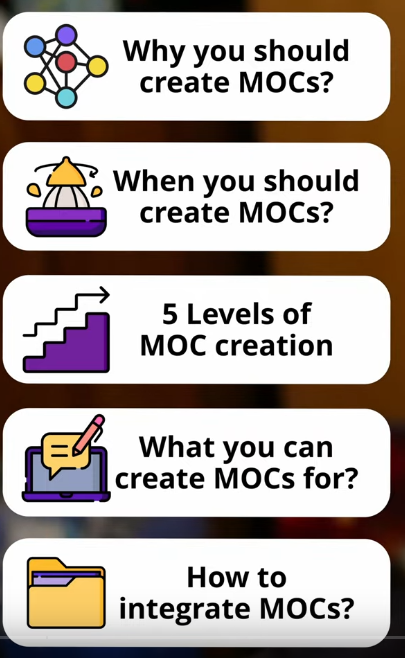 Why you should
create MOCs?
When you should
create MOCs?
5 Levels of
MOC creation
What you can
create MOCs for?
How to
integrate MOCs?